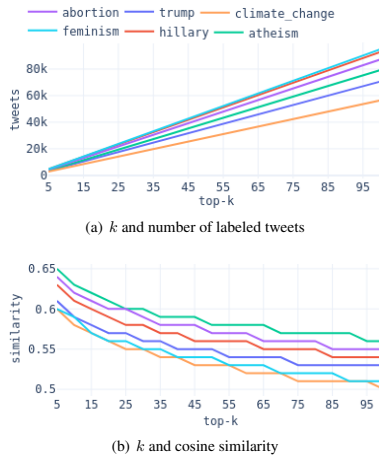 abortion trump climate_change
feminism hillary atheism
80k
60k
40k
20k
0
tweets
5 15 25 35 45 55 65 75 85 95
top-k
(a) k and number of labeled tweets
0.65
0.6
0.55
0.5
similarity
5 15 25 35 45 55 65 75 85 95
top-k
(b) k and cosine similarity